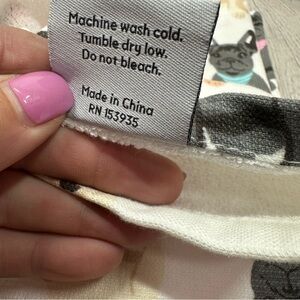 Machine wash cold.
Tumble dry low.
Do not bleach.
Made in China
RN 153935